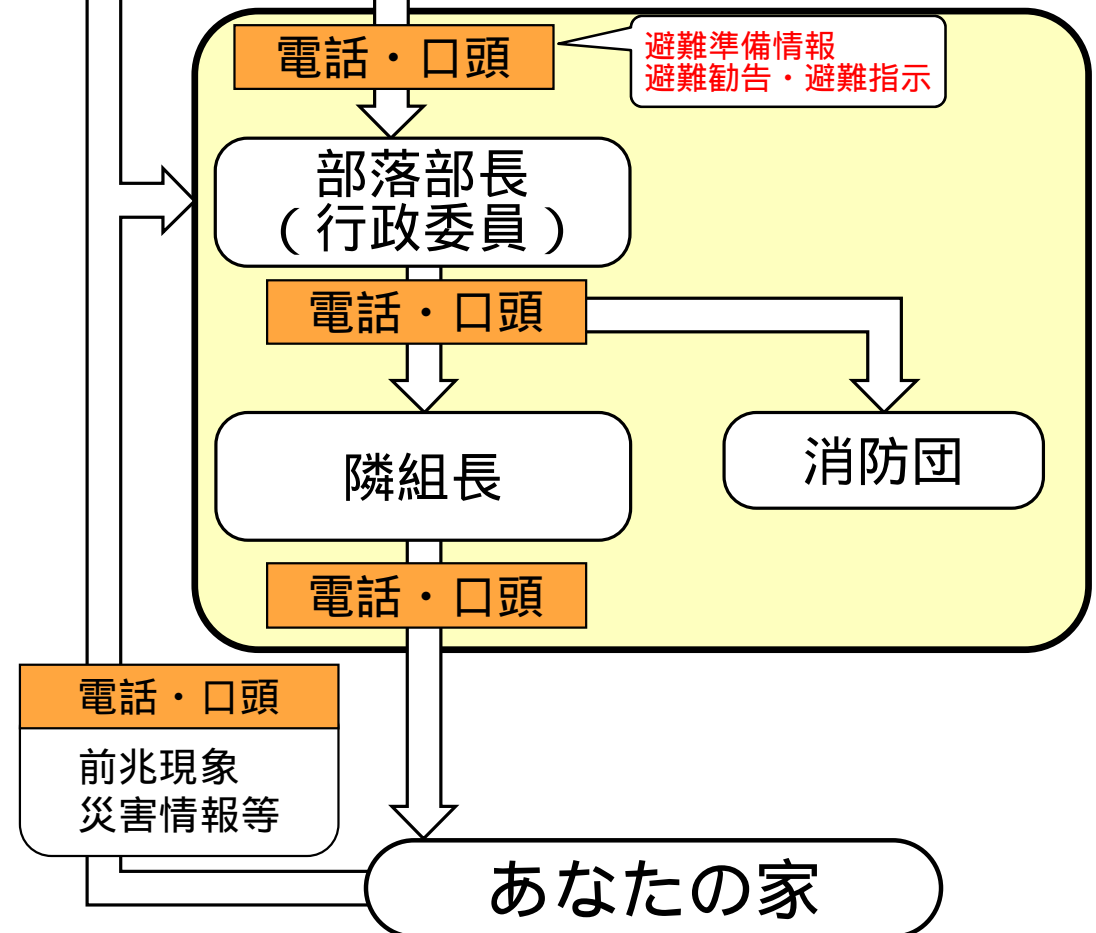 電話・口頭
避難準備情報
避難勧告・避難指示
部落部長
（行政委員）
電話・口頭
隣組長
消防団
電話・口頭
電話・口頭
前兆現象
災害情報等
あなたの家